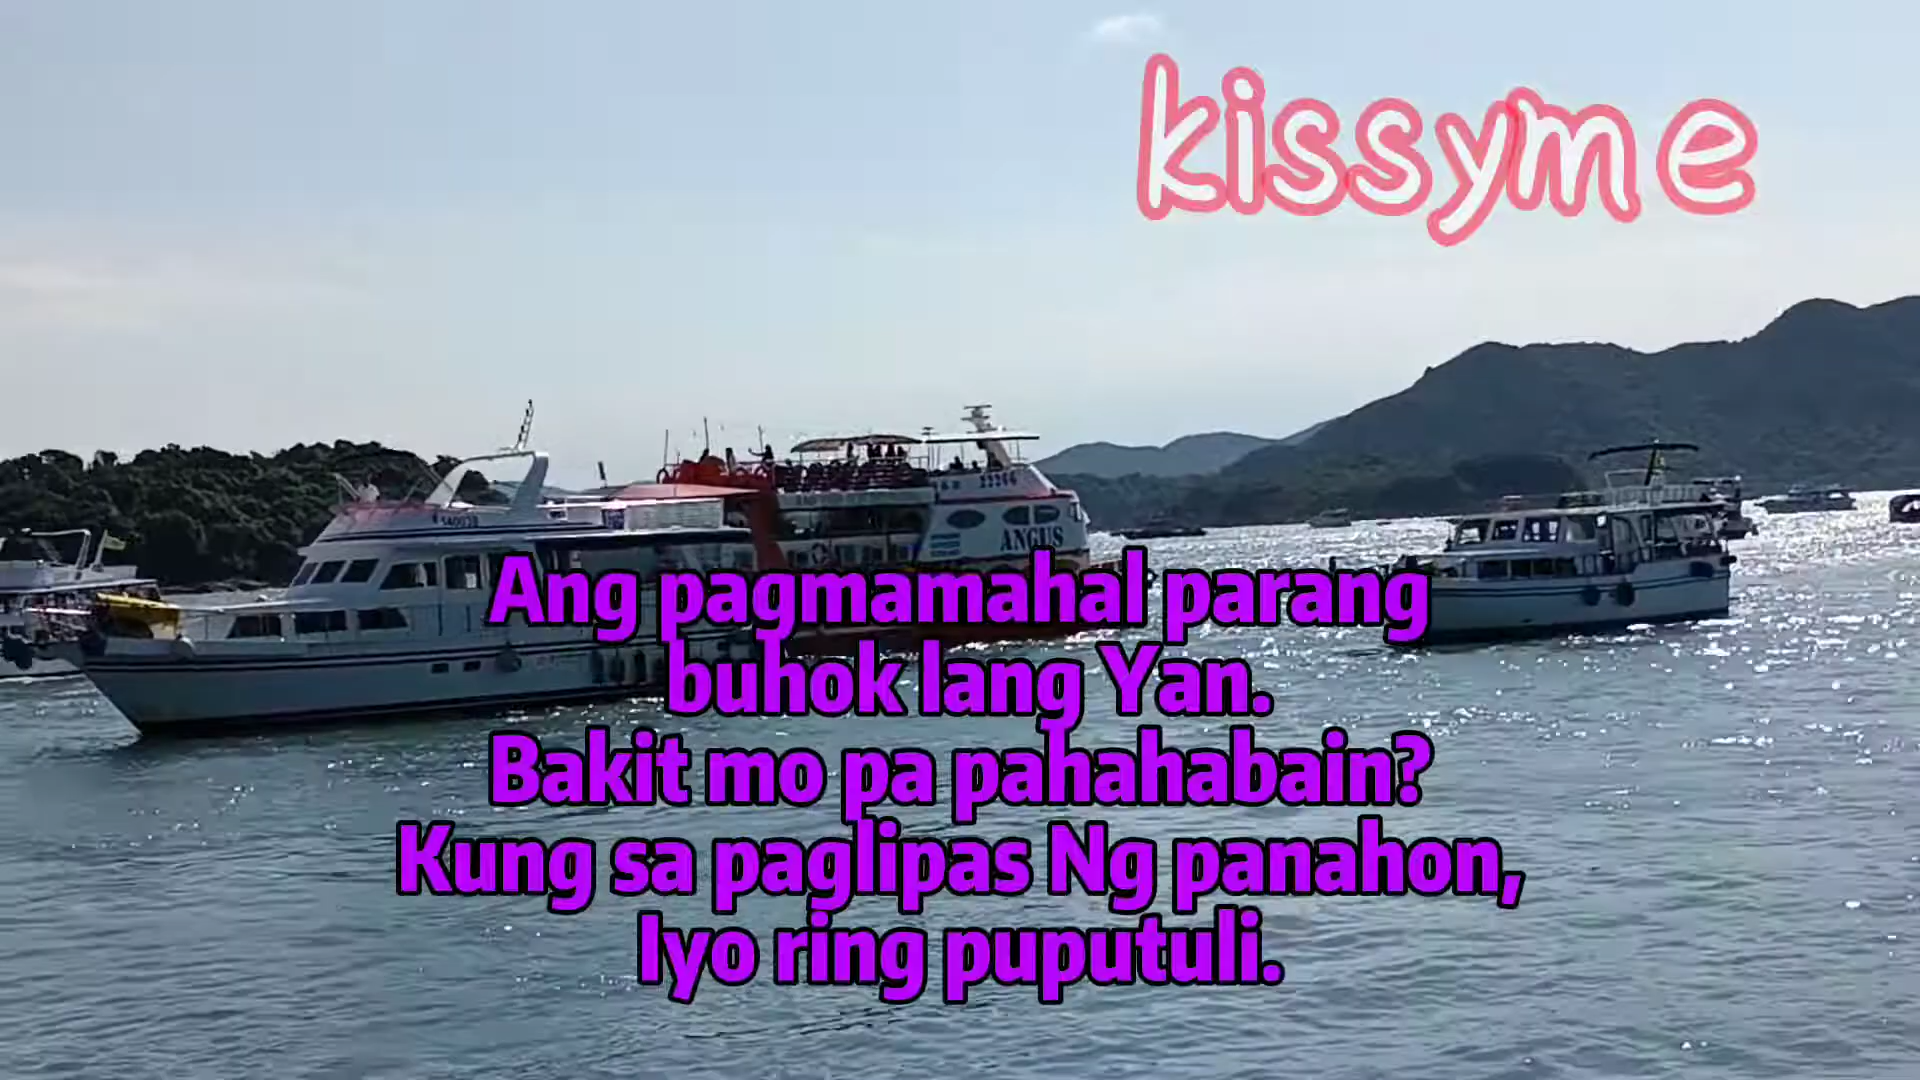 kissyme
ANGUS
Ang pagmamahal parang
buhok lang Yan.
Bakit mo pa pahahabain?
Kung sa paglipas Ng panahon,
Iyo ring puputuli.